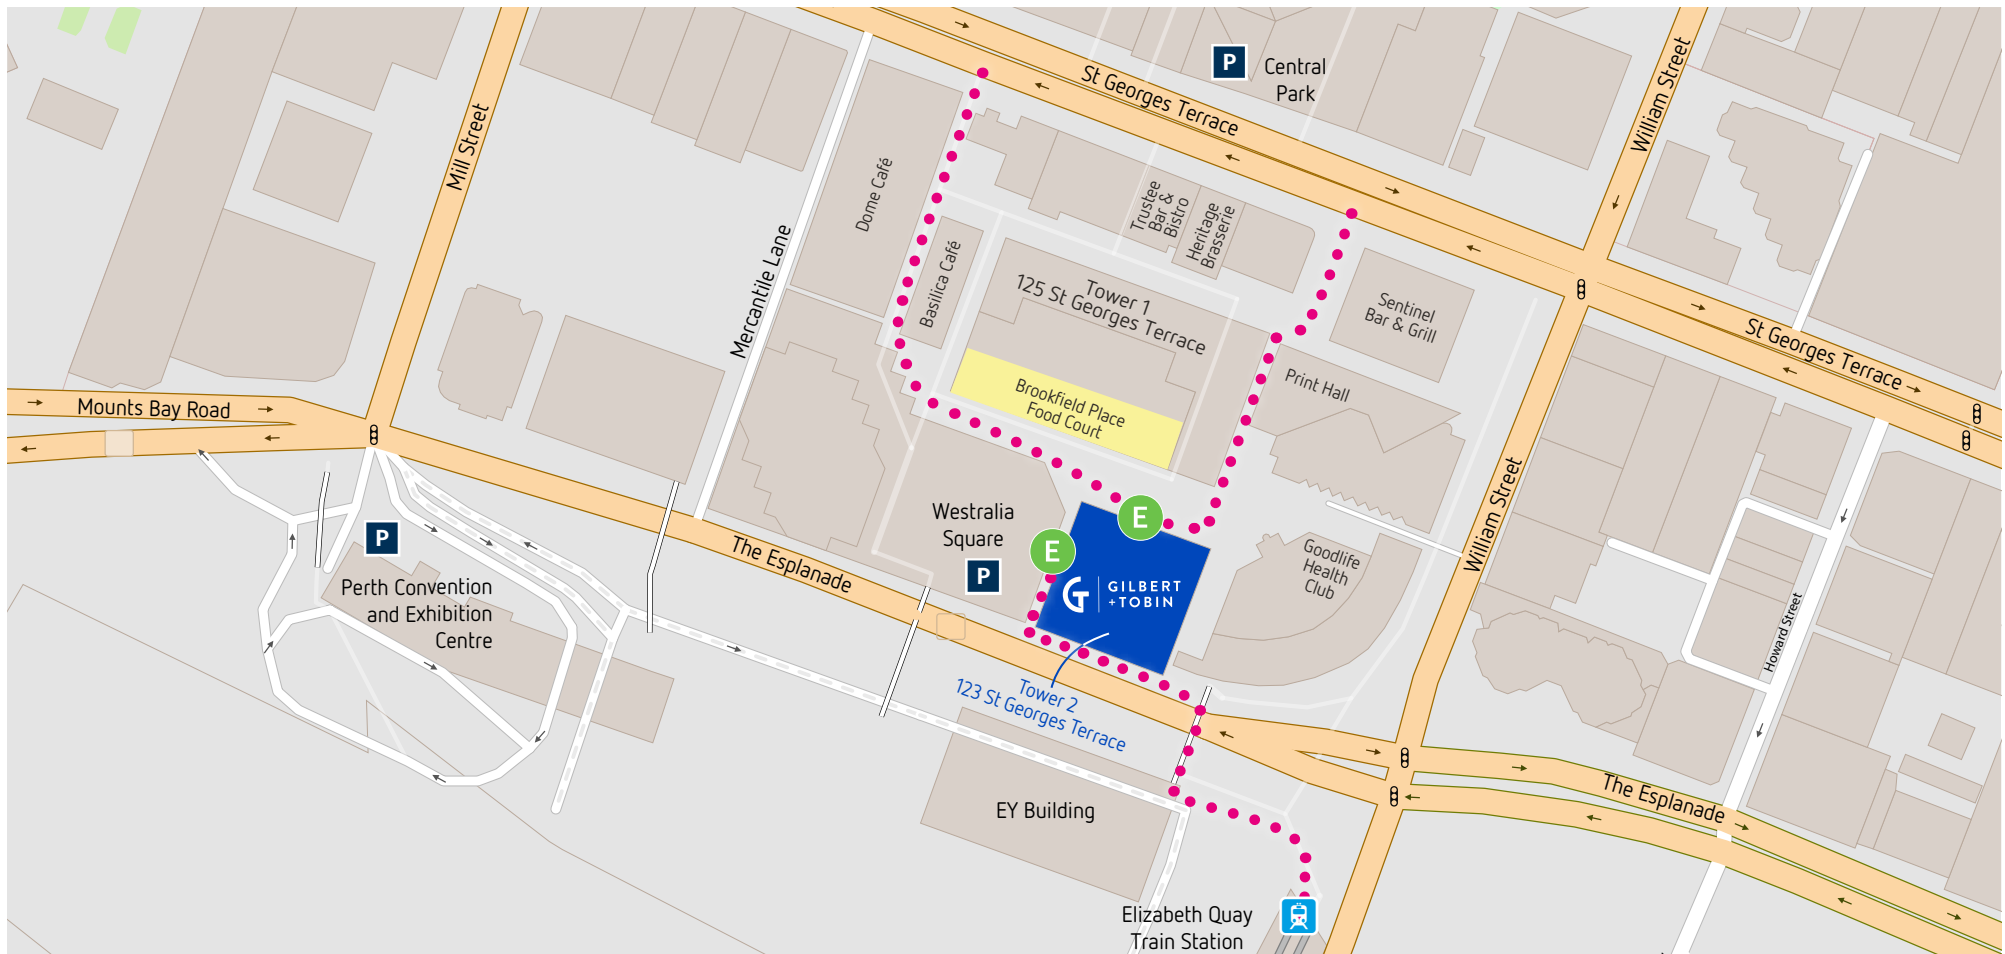 P
Central
Park
St Georges Terrace
William Street
Mill Street
Dome Café
Trustee
Bar &
Bistro
Heritage
Brasserie
Mercantile Lane
Basilica Café
Tower 1
125 St Georges Terrace
Sentinel
Bar & Grill
St Georges Terrace
Print Hall
Brookfield Place
Food Court
Mounts Bay Road
William Street
Westralia
Square
P
E
E
P
Perth Convention
and Exhibition
Centre
The Esplanade
GILBERT
+TOBIN
Goodlife
Health
Club
Howard Street
Tower 2
123 St Georges Terrace
EY Building
The Esplanade
Elizabeth Quay
Train Station